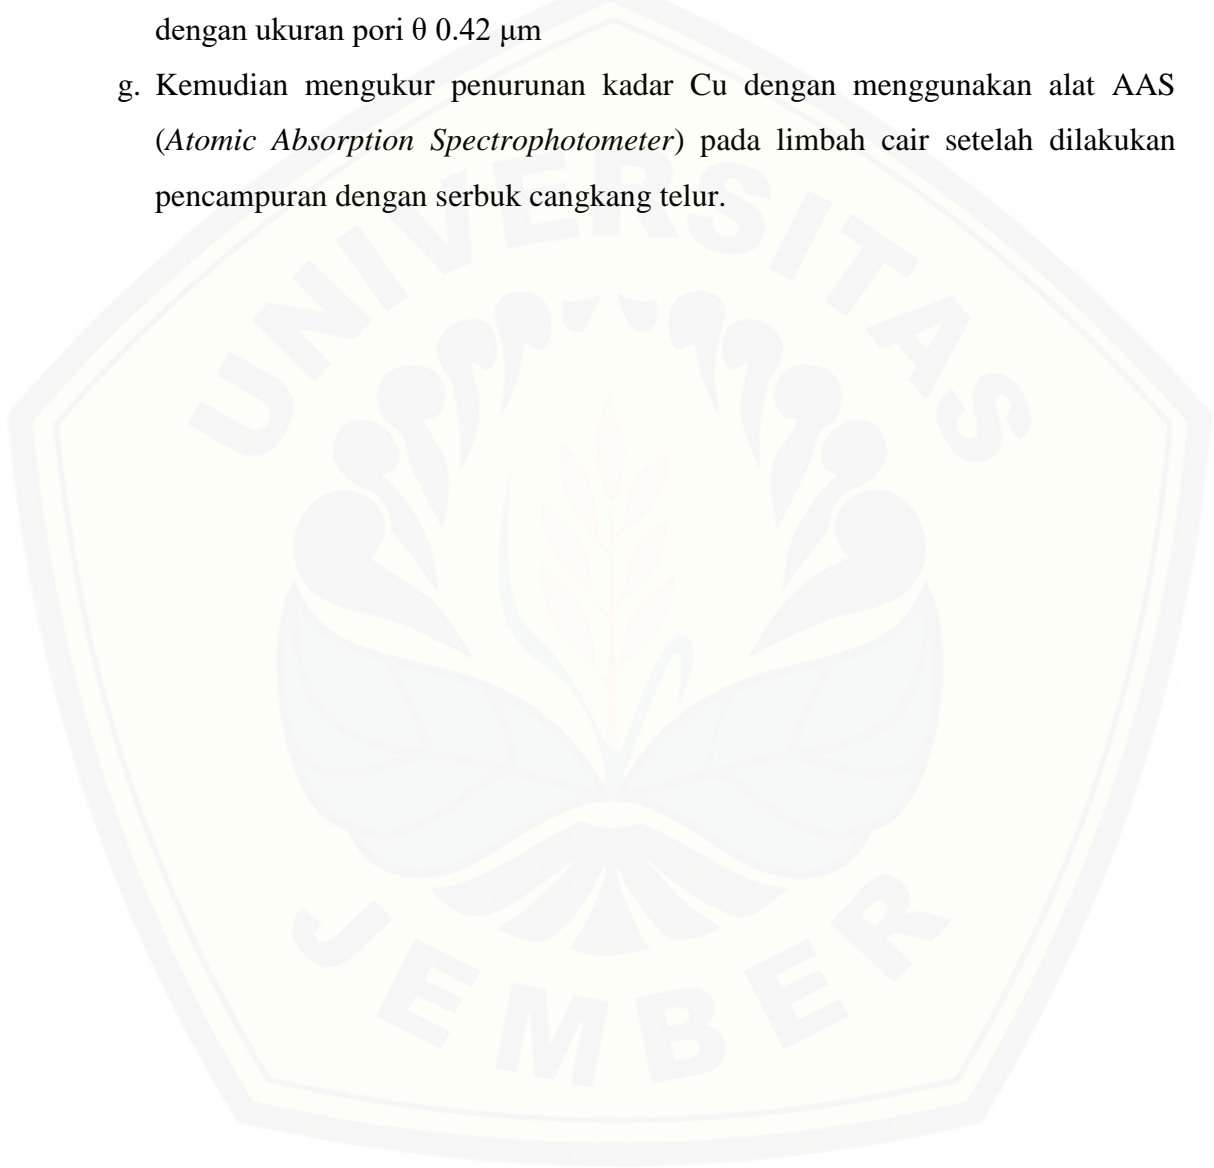 dengan ukuran pori θ 0.42 μm
g. Kemudian mengukur penurunan kadar Cu dengan menggunakan alat AAS
(Atomic Absorption Spectrophotometer) pada limbah cair setelah dilakukan
pencampuran dengan serbuk cangkang telur.
UNIVERSITAS
JEMBER